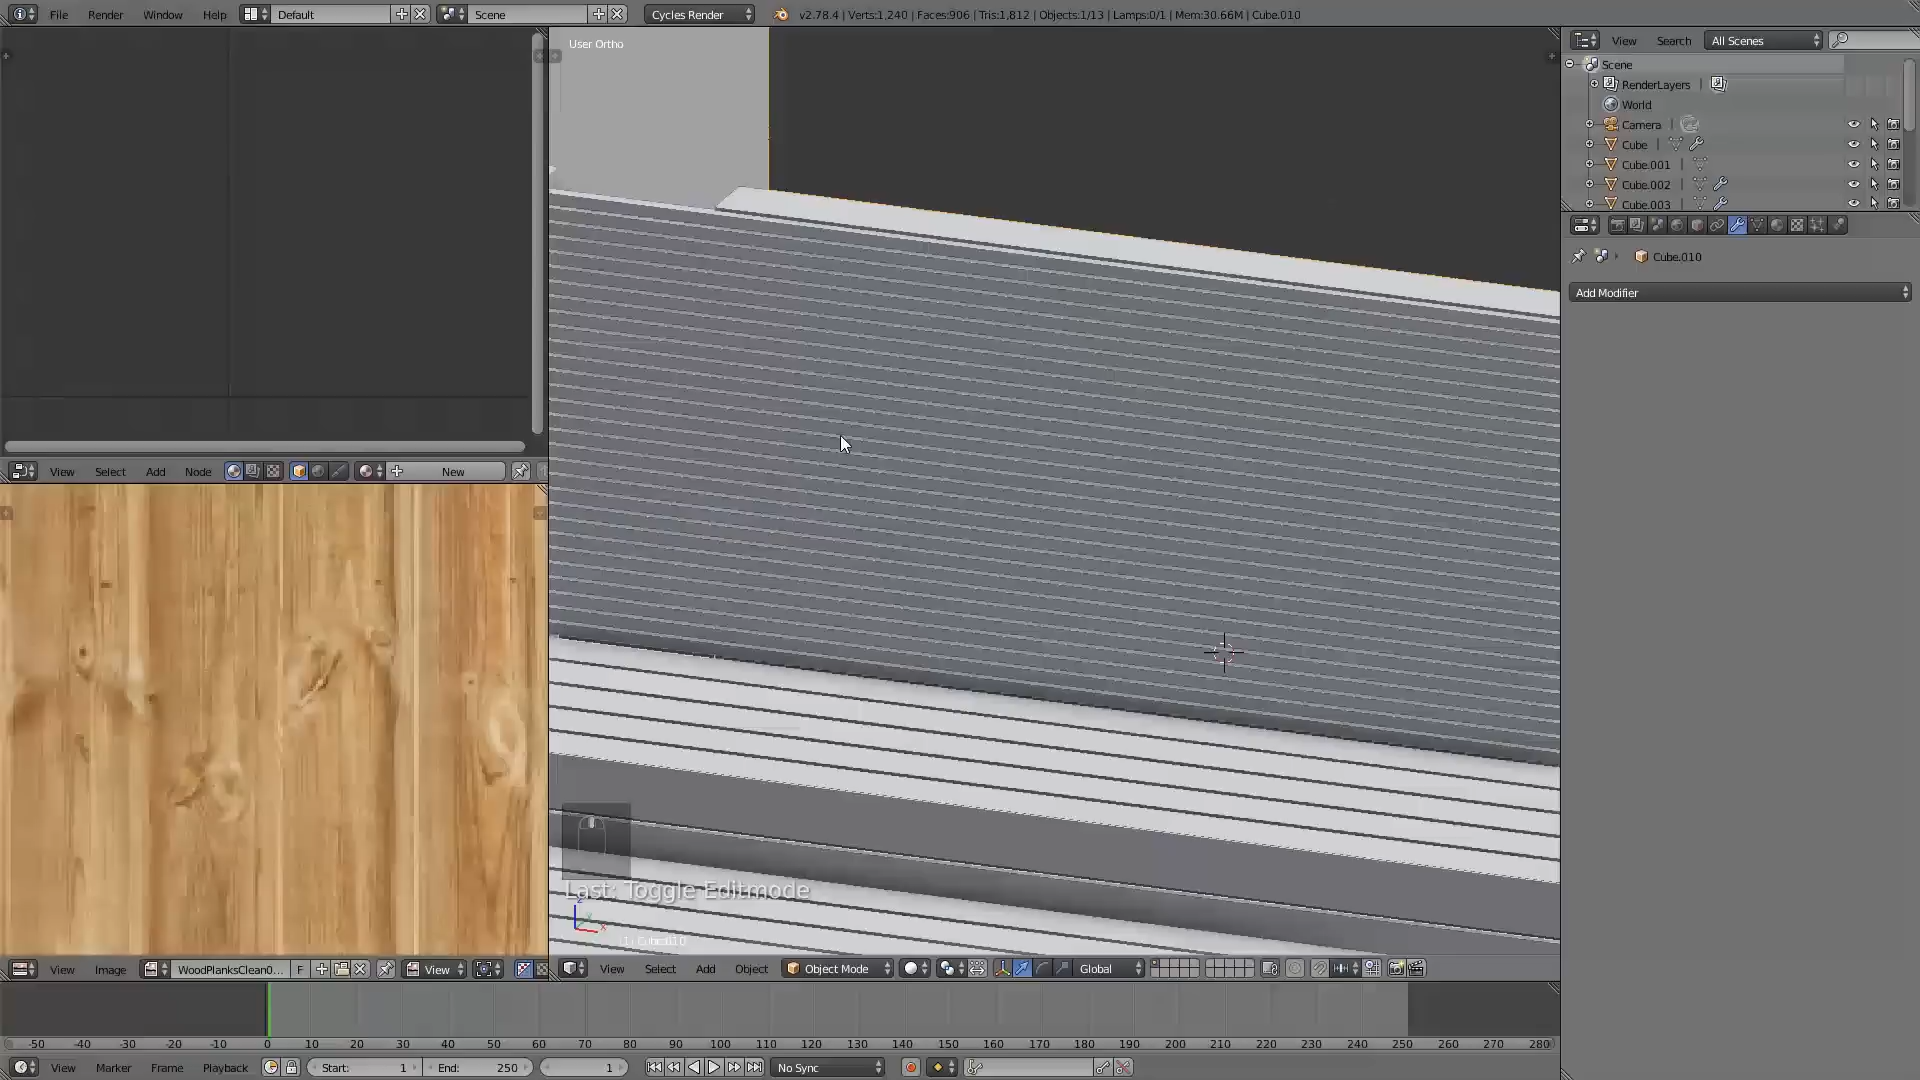 File Render Window Help Default Scene Cycles Render v2.78.4 | Verts:1,240 | Faces:906 | Tris:1,812 | Objects:1/13 | Lamps:0/1 | Mem:30.66M | Cube.010
User Ortho
View Search All Scenes
Scene
RenderLayers
World
Camera
Cube
Cube.001
Cube.002
Cube.003
Cube.010
Add Modifier
View Select Add Node New
Last: Toggle Editmode
(1) Cube.010
View Image WoodPlanksClean0... F View
View Select Add Object Object Mode Global
-50 -40 -30 -20 -10 0 10 20 30 40 50 60 70 80 90 100 110 120 130 140 150 160 170 180 190 200 210 220 230 240 250 260 270 280
View Marker Frame Playback Start: 1 End: 250 1 No Sync